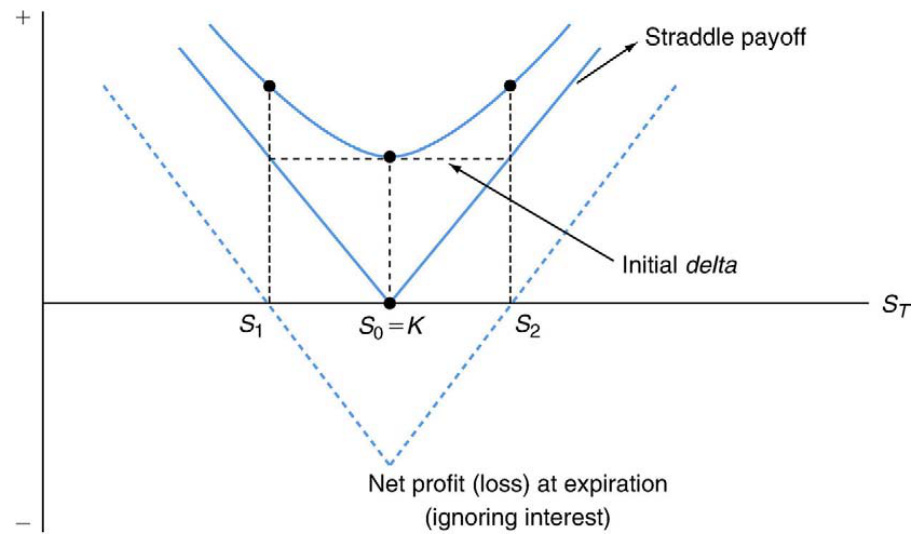 +
Straddle payoff
Initial delta
S_T
S_1
S_0 = K
S_2
Net profit (loss) at expiration
(ignoring interest)
−